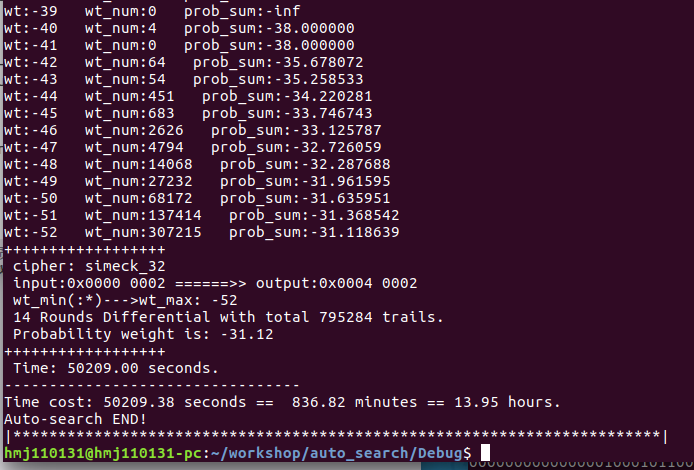 wt:-39   wt_num:0   prob_sum:-inf
wt:-40   wt_num:4   prob_sum:-38.000000
wt:-41   wt_num:0   prob_sum:-38.000000
wt:-42   wt_num:64   prob_sum:-35.678072
wt:-43   wt_num:54   prob_sum:-35.258533
wt:-44   wt_num:451   prob_sum:-34.220281
wt:-45   wt_num:683   prob_sum:-33.746743
wt:-46   wt_num:2626   prob_sum:-33.125787
wt:-47   wt_num:4794   prob_sum:-32.726059
wt:-48   wt_num:14068   prob_sum:-32.287688
wt:-49   wt_num:27232   prob_sum:-31.961595
wt:-50   wt_num:68172   prob_sum:-31.635951
wt:-51   wt_num:137414   prob_sum:-31.368542
wt:-52   wt_num:307215   prob_sum:-31.118639
++++++++++++++++++
 cipher: simeck_32
 input:0x0000 0002 ======>> output:0x0004 0002
 wt_min(:*)--->wt_max: -52
 14 Rounds Differential with total 795284 trails.
 Probability weight is: -31.12
++++++++++++++++++
 Time: 50209.00 seconds.
---------------------------------
Time cost: 50209.38 seconds ==  836.82 minutes == 13.95 hours.
Auto-search END!
|*************************************************************************|
hmj110131@hmj110131-pc:~/workshop/auto_search/Debug$